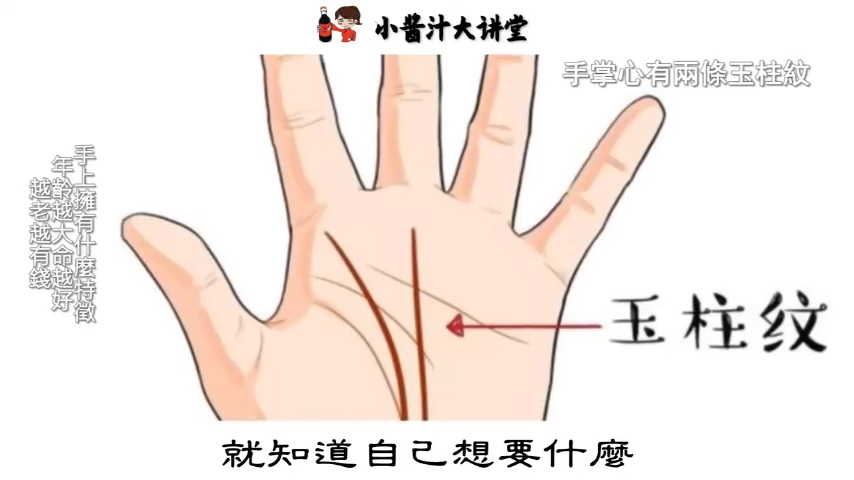 小醬汁大讲堂
手掌心有兩條玉柱紋
手上擁有什麼特徵
年齡越大命越好
越老越有錢
玉柱纹
就知道自己想要什麼